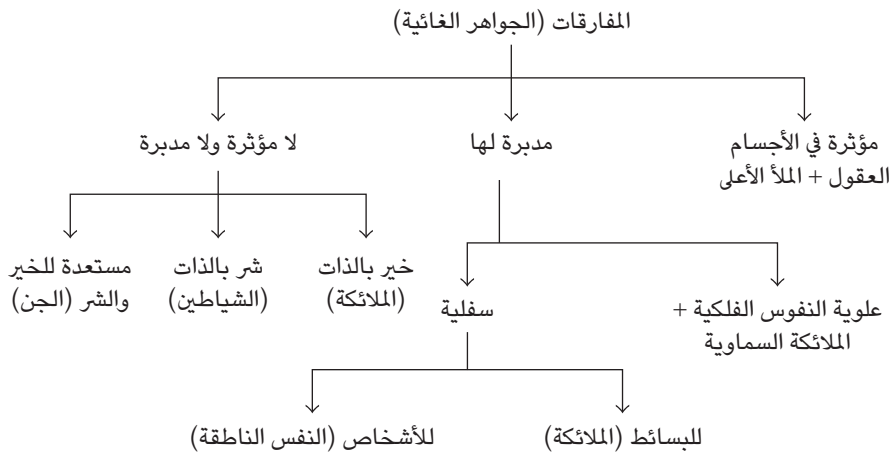 المفارقات (الجواهر الغائية)
مؤثرة في الأجسام
العقول + الملأ الأعلى
مدبرة لها
لا مؤثرة ولا مدبرة
خير بالذات
(الملائكة)
شر بالذات
(الشياطين)
مستعدة للخير
والشر (الجن)
علوية النفوس الفلكية +
الملائكة السماوية
سفلية
للبسائط (الملائكة)
للأشخاص (النفس الناطقة)